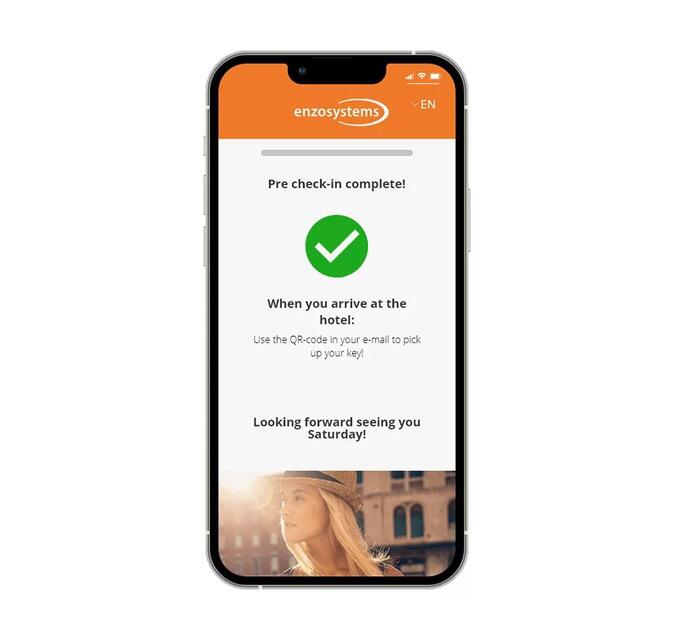 enzosystems
EN
Pre check-in complete!
When you arrive at the
hotel:
Use the QR-code in your e-mail to pick
up your key!
Looking forward seeing you
Saturday!